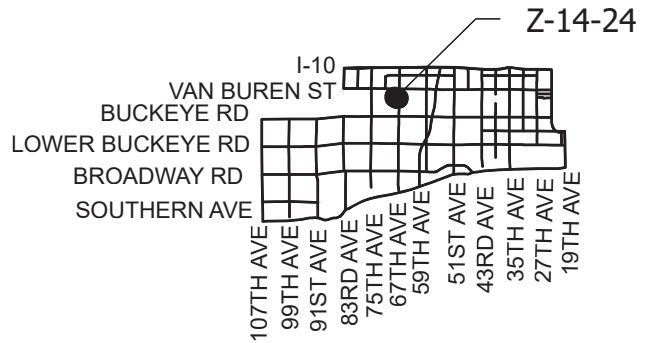 Z-14-24
I-10
VAN BUREN ST
BUCKEYE RD
LOWER BUCKEYE RD
BROADWAY RD
SOUTHERN AVE
107TH AVE
99TH AVE
91ST AVE
83RD AVE
75TH AVE
67TH AVE
59TH AVE
51ST AVE
43RD AVE
35TH AVE
27TH AVE
19TH AVE